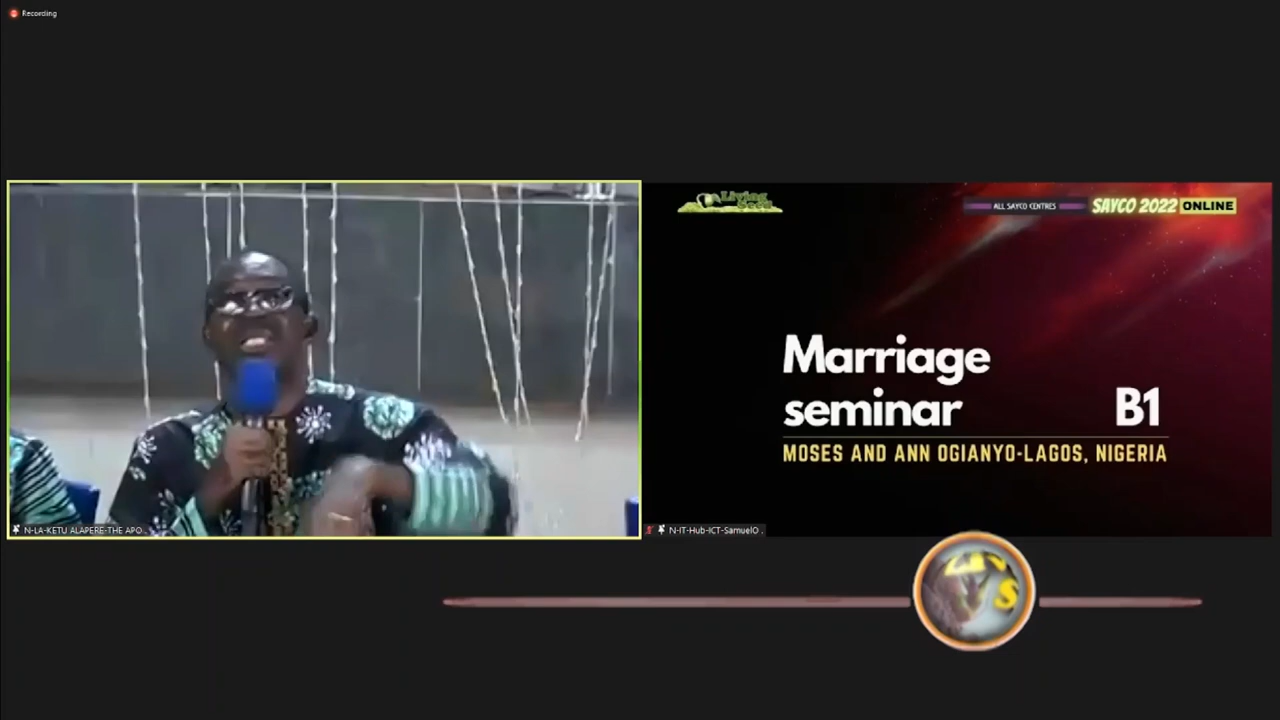 Recording
Living
Seed
ALL SAYCO CENTRES
SAYCO 2022 ONLINE
Marriage
seminar
B1
MOSES AND ANN OGIANYO-LAGOS, NIGERIA
N-LA-KETU ALAPERE-THE APO...
N-IT-Hub-ICT-SamuelO .